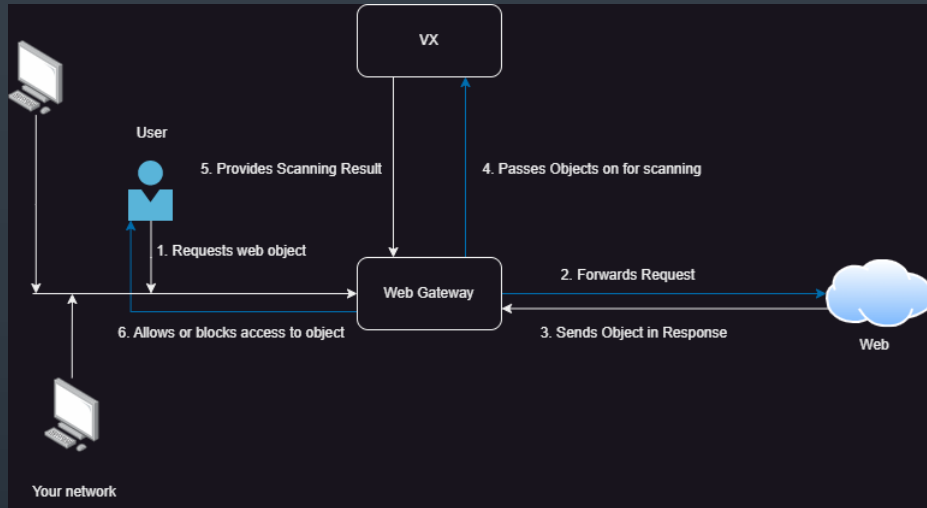 VX
User
5. Provides Scanning Result
4. Passes Objects on for scanning
1. Requests web object
2. Forwards Request
Web Gateway
6. Allows or blocks access to object
3. Sends Object in Response
Web
Your network